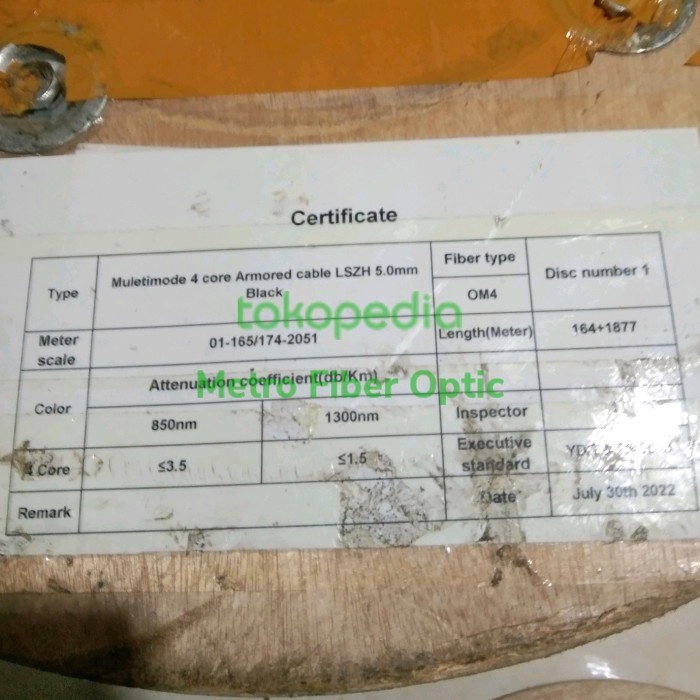 Certificate
Type
Muletimode 4 core Armored cable LSZH 5.0mm
Black
Fiber type
OM4
Disc number 1
Meter
scale
01-165/174-2051
Length(Meter)
164+1877
tokopedia
Color
Attenuation coefficient(db/Km)
Metro Fiber Optic
850nm
1300nm
Inspector
4 Core
≤3.5
≤1.5
Executive
standard
Remark
Date
July 30th 2022